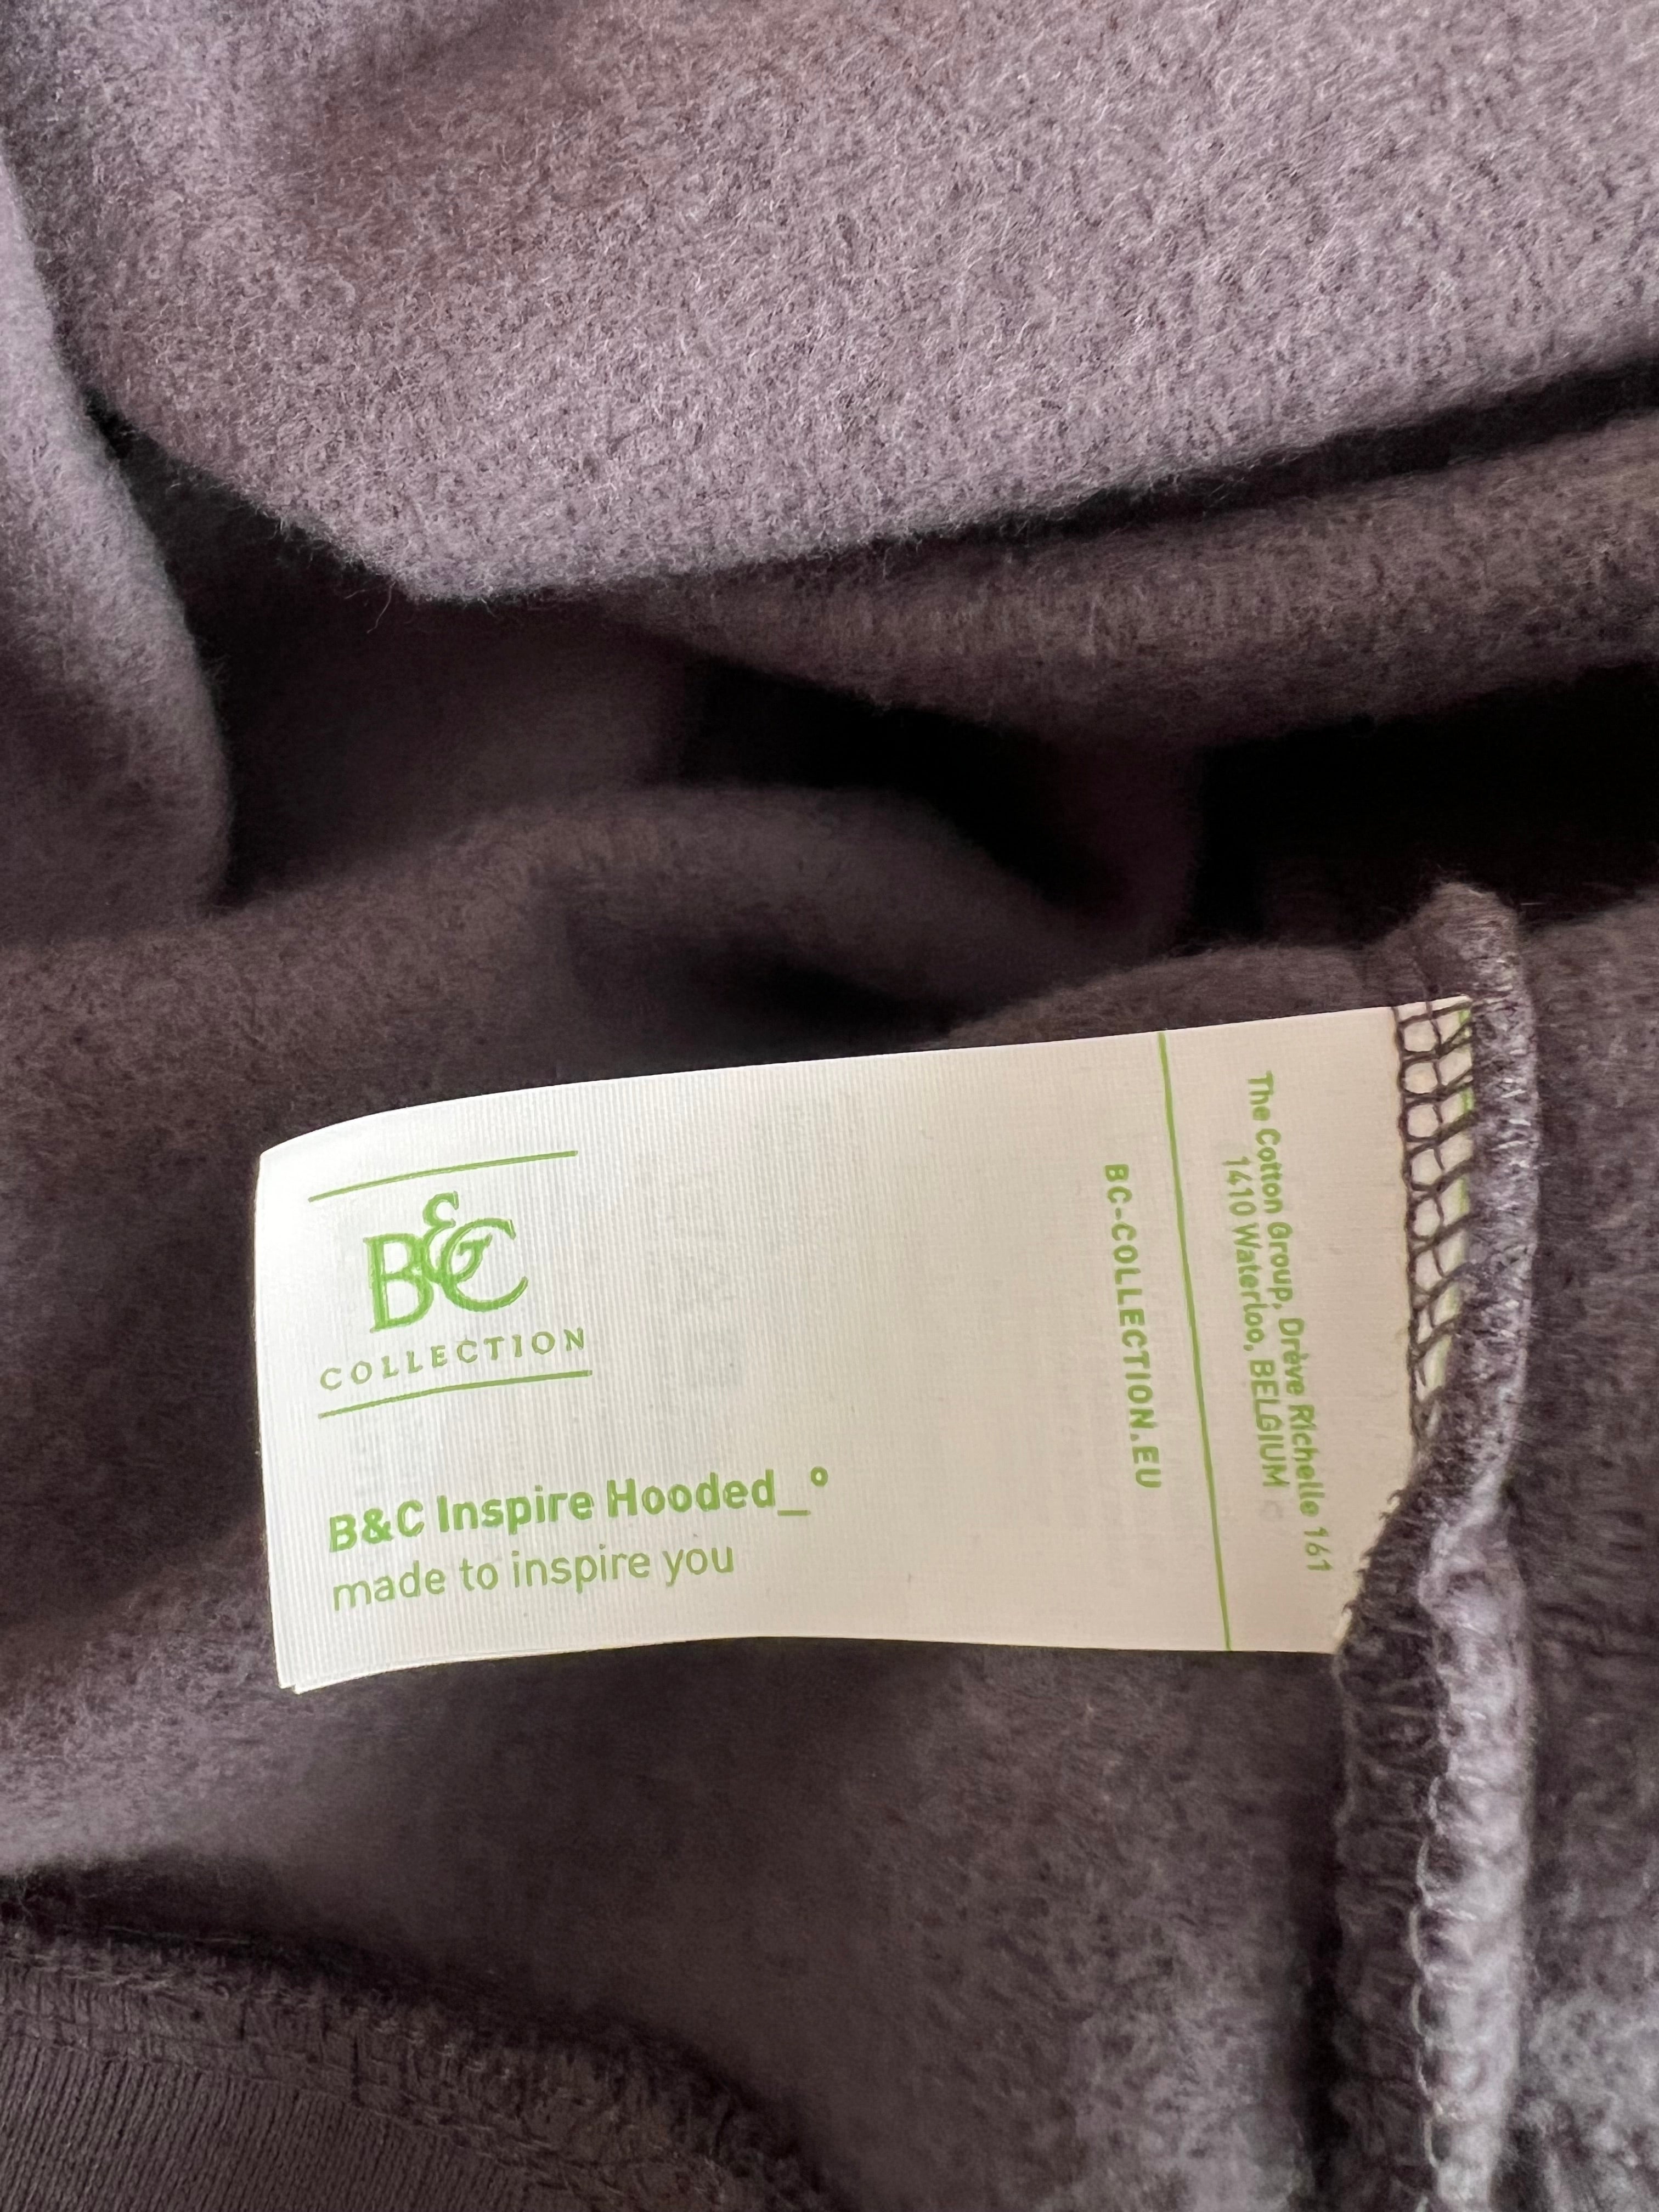 B&C
COLLECTION
B&C Inspire Hooded_°
made to inspire you
BC-COLLECTION.EU
The Cotton Group, Drève Richelle 161
1410 Waterloo, BELGIUM